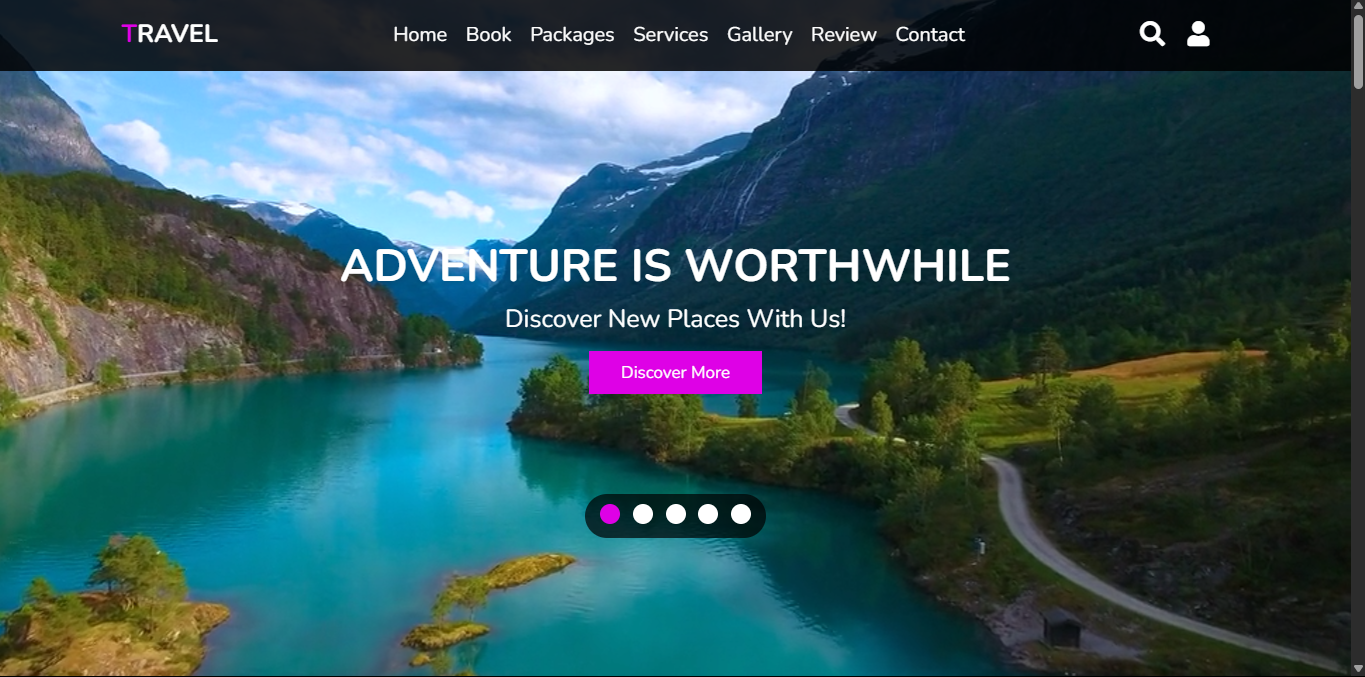 TRAVEL
Home Book Packages Services Gallery Review Contact
ADVENTURE IS WORTHWHILE
Discover New Places With Us!
Discover More